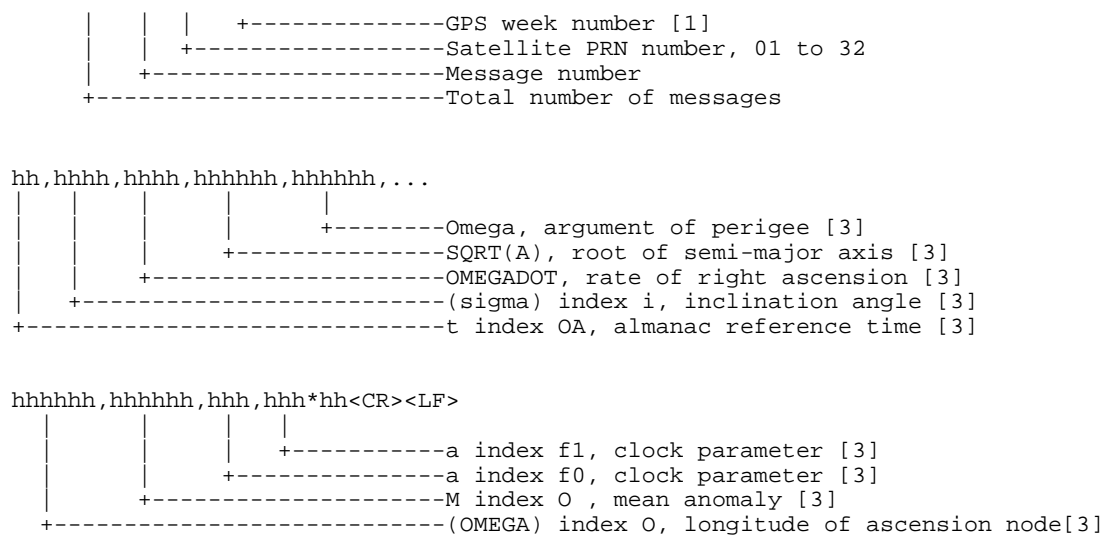 |   |  |   +--------------GPS week number [1]
|   |  +------------------Satellite PRN number, 01 to 32
|   +---------------------Message number
+-------------------------Total number of messages
hh,hhhh,hhhh,hhhhhh,hhhhhh,...
|   |    |     |      |
|   |    |     |      +--------Omega, argument of perigee [3]
|   |    |     +---------------SQRT(A), root of semi-major axis [3]
|   |    +---------------------OMEGADOT, rate of right ascension [3]
|   +--------------------------(sigma) index i, inclination angle [3]
+------------------------------t index OA, almanac reference time [3]
hhhhhh,hhhhhh,hhh,hhh*hh<CR><LF>
|      |     |   |
|      |     |   +-----------a index f1, clock parameter [3]
|      |     +---------------a index f0, clock parameter [3]
|      +---------------------M index O , mean anomaly [3]
+----------------------------(OMEGA) index O, longitude of ascension node[3]